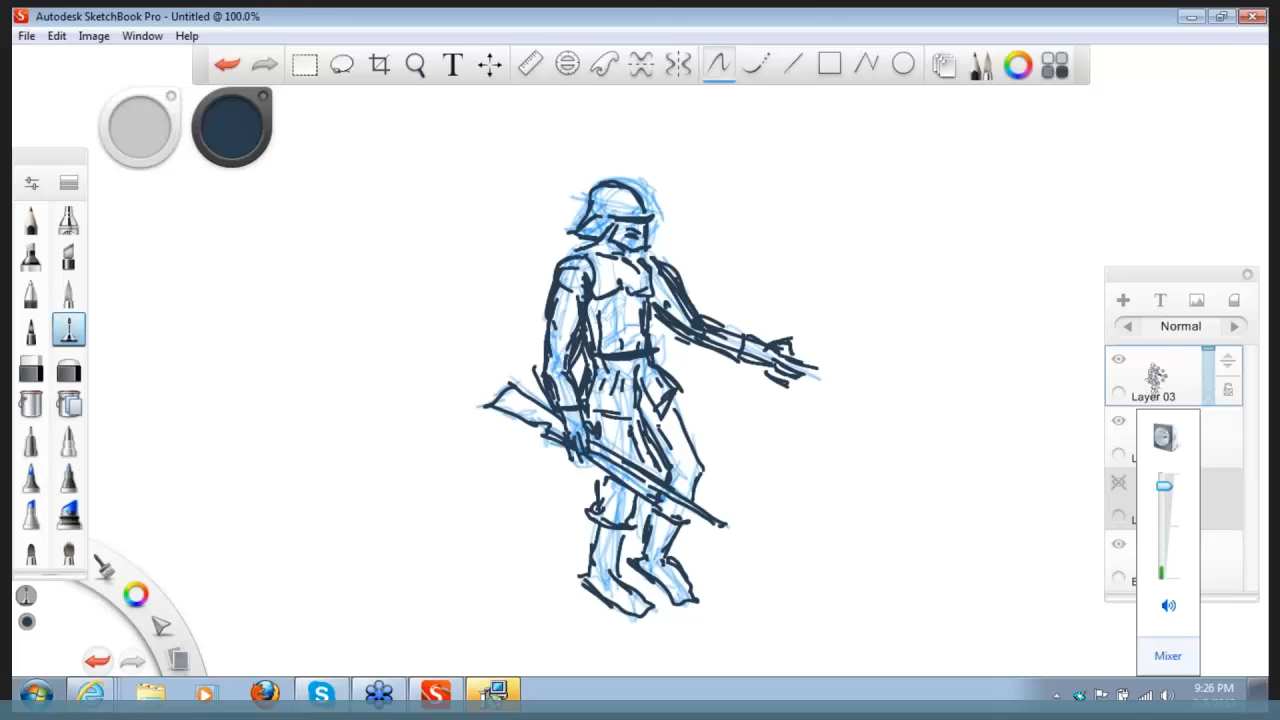 Autodesk SketchBook Pro - Untitled @ 100.0%
File Edit Image Window Help
T
T
Normal
Layer 03
L
L
B
Mixer
9:26 PM